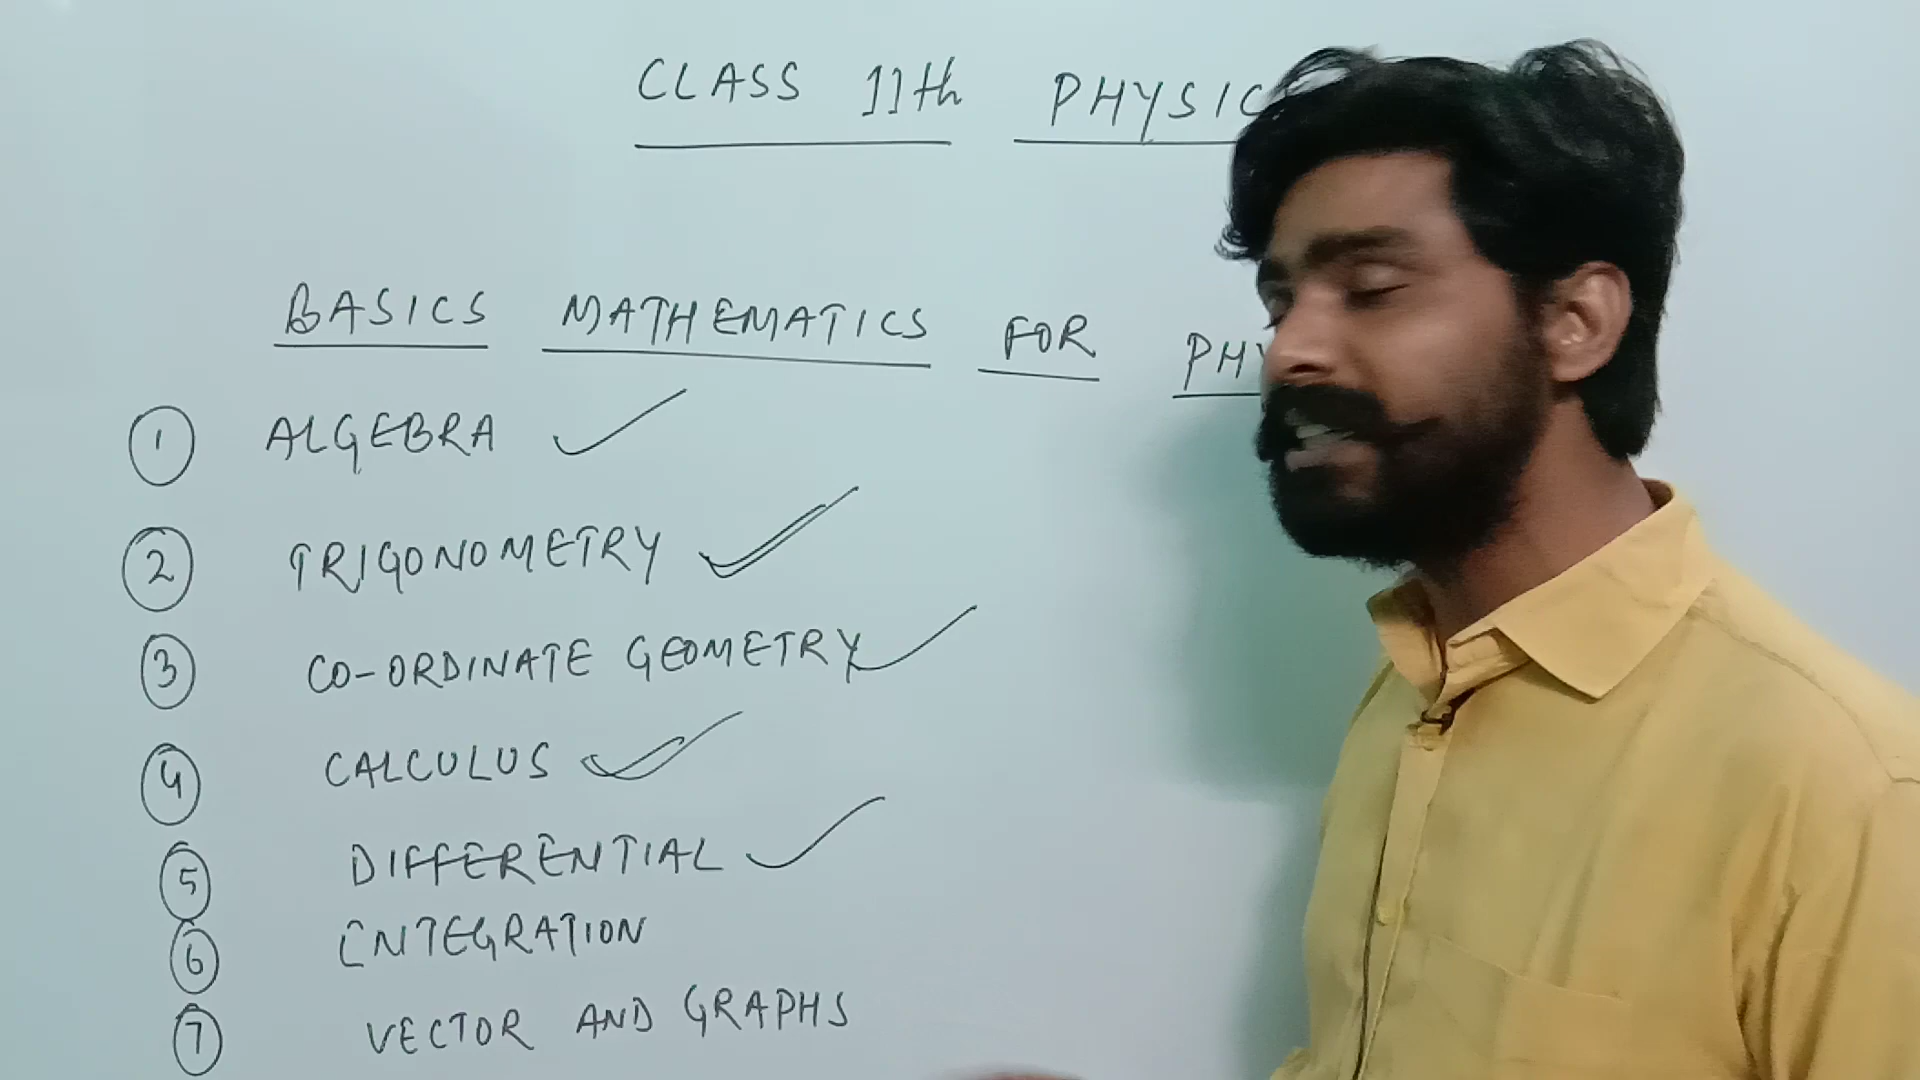 CLASS 11th PHYSIC
BASICS MATHEMATICS FOR PHY
1 ALGEBRA
2 TRIGONOMETRY
3 CO-ORDINATE GEOMETRY
4 CALCULUS
5 DIFFERENTIAL
6 INTEGRATION
7 VECTOR AND GRAPHS